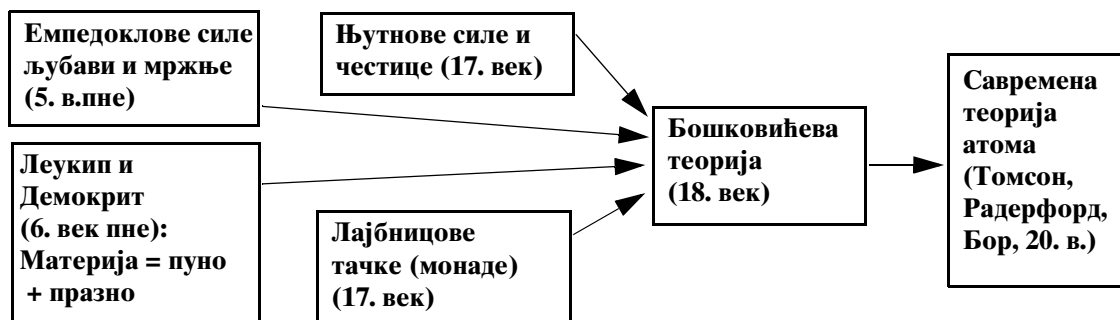 Емпедоклове силе
љубави и мржње
(5. в.пне)
Леукип и
Демокрит
(6. век пне):
Материја = пуно
+ празно
Њутнове силе и
честице (17. век)
Лајбницове
тачке (монаде)
(17. век)
Бошковићева
теорија
(18. век)
Савремена
теорија
атома
(Томсон,
Радерфорд,
Бор, 20. в.)